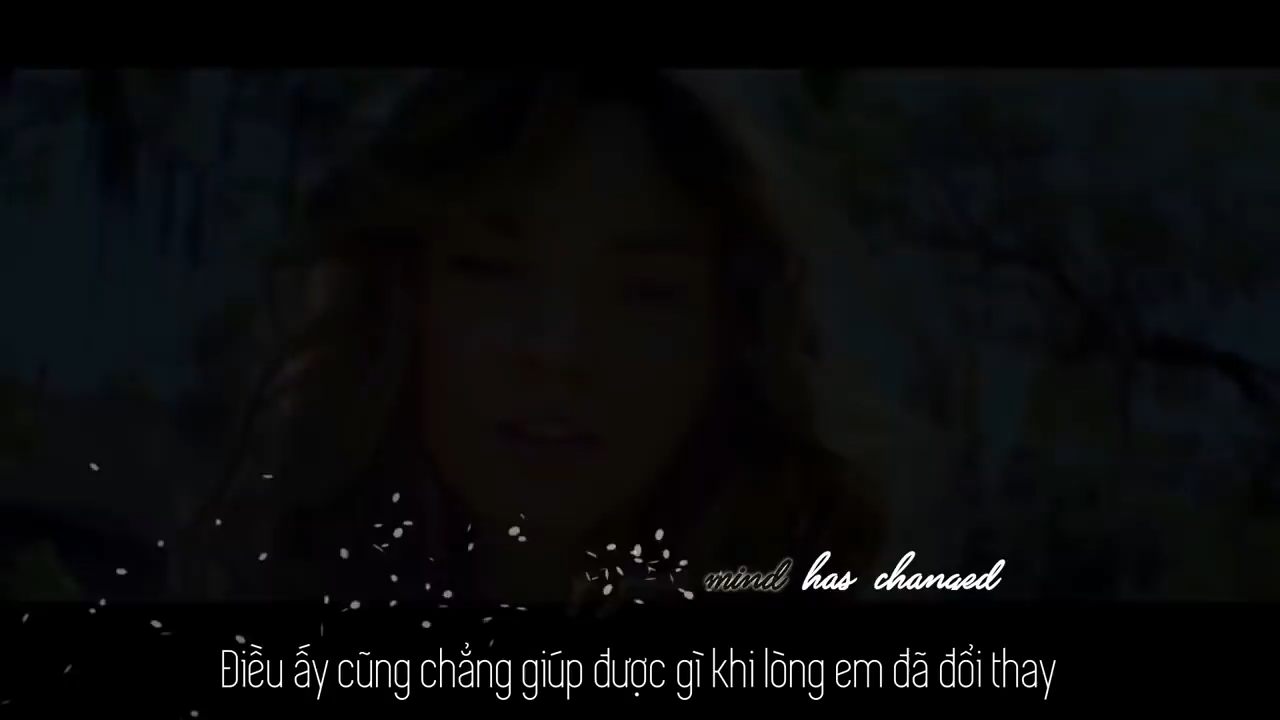 mind has changed
Điều ấy cũng chẳng giúp được gì khi lòng em đã đổi thay